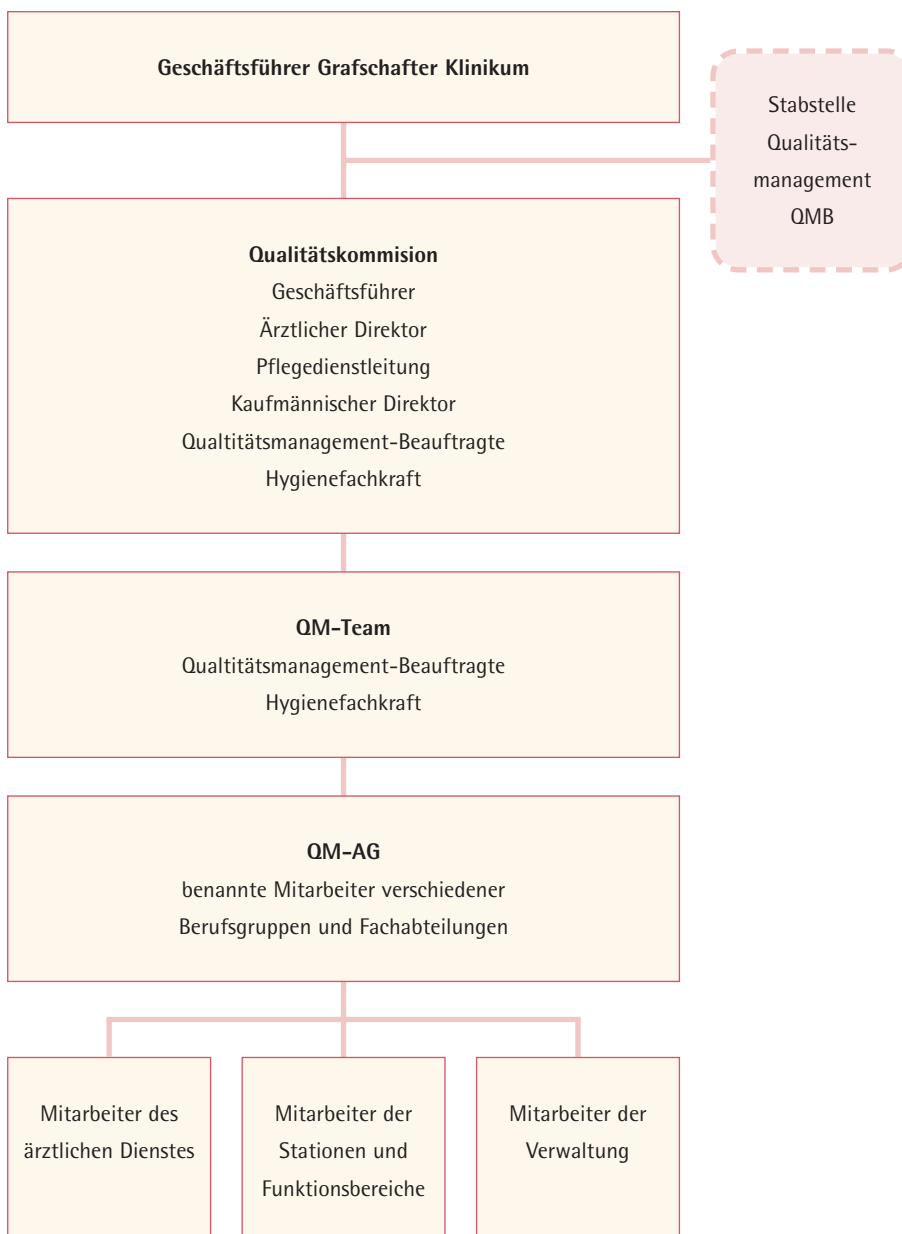 Geschäftsführer Grafschafter Klinikum
Stabstelle
Qualitäts-
management
QMB
Qualitätskommision
Geschäftsführer
Ärztlicher Direktor
Pflegedienstleitung
Kaufmännischer Direktor
Qualtitätsmanagement-Beauftragte
Hygienefachkraft
QM-Team
Qualtitätsmanagement-Beauftragte
Hygienefachkraft
QM-AG
benannte Mitarbeiter verschiedener
Berufsgruppen und Fachabteilungen
Mitarbeiter des
ärztlichen Dienstes
Mitarbeiter der
Stationen und
Funktionsbereiche
Mitarbeiter der
Verwaltung